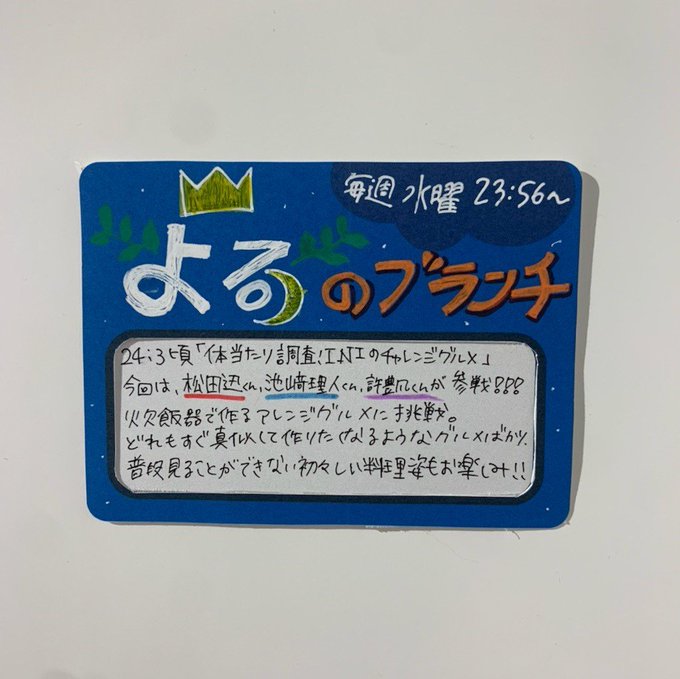 毎週 水曜 23:56〜
よるのブランチ
24:35頃「体当たり調査!INIのチャレンジグルメ」
今回は、松田迅くん、池﨑理人くん、許豊凡くんが参戦!!!
炊飯器で作るアレンジグルメに挑戦。
どれもすぐ真似して作りたくなるようなグルメばかり。
普段見ることができない初々しい料理姿もお楽しみ!!